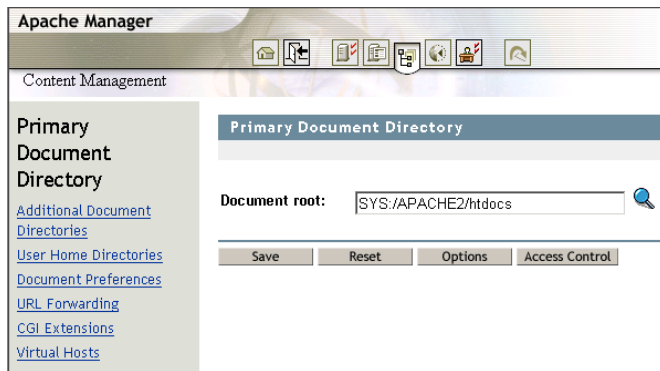 Apache Manager
Content Management
Primary
Document
Directory
Additional Document
Directories
User Home Directories
Document Preferences
URL Forwarding
CGI Extensions
Virtual Hosts
Primary Document Directory
Document root: SYS:/APACHE2/htdocs
Save Reset Options Access Control